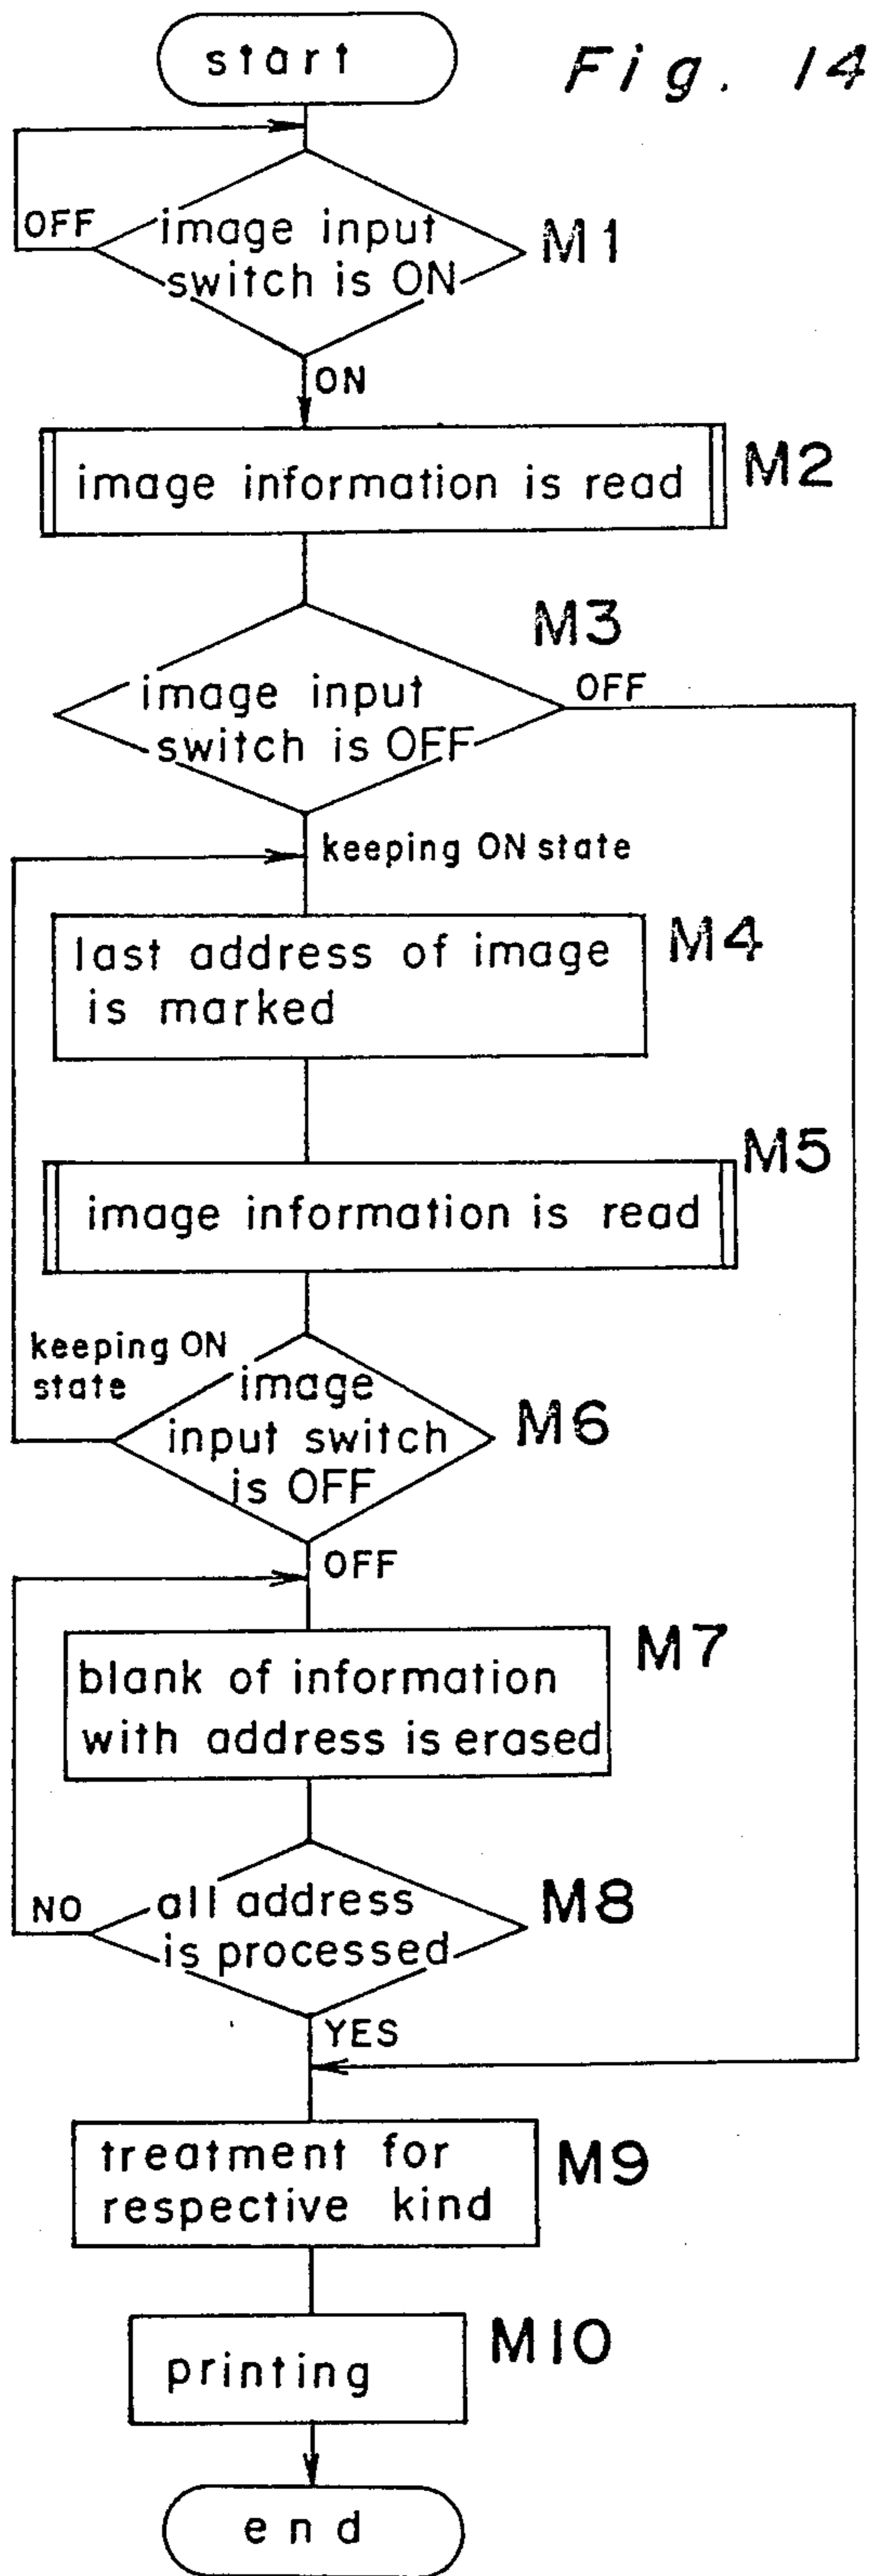 start
Fig. 14
OFF
image input
switch is ON
M1
ON
image information is read
M2
M3
image input
switch is OFF
OFF
keeping ON state
last address of image
is marked
M4
M5
image information is read
keeping ON
state
image
input switch
is OFF
M6
OFF
blank of information
with address is erased
M7
NO
all address
is processed
M8
YES
treatment for
respective kind
M9
printing
M10
end